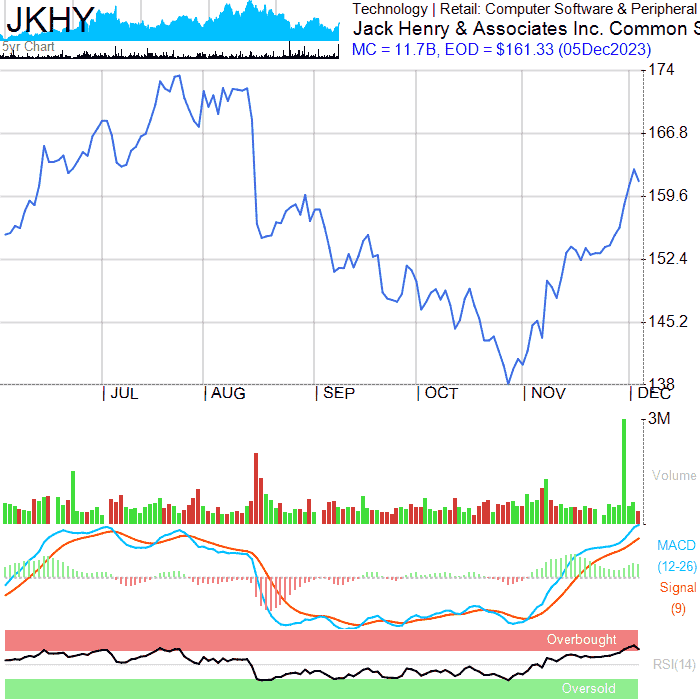 JKHY
5yr Chart
Technology | Retail: Computer Software & Peripheral
Jack Henry & Associates Inc. Common S
MC = 11.7B, EOD = $161.33 (05Dec2023)
174
166.8
159.6
152.4
145.2
138
JUL
AUG
SEP
OCT
NOV
DEC
3M
Volume
MACD
(12-26)
Signal
(9)
Overbought
RSI(14)
Oversold